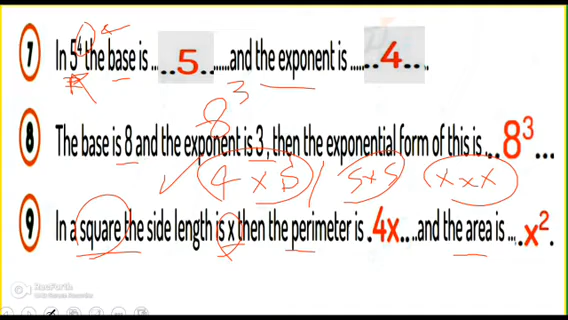 7 In 5⁴ the base is ...5......and the exponent is .......4....
8³
8 The base is 8 and the exponent is 3, then the exponential form of this is ...8³...
4 x S / 5x5 x x x
9 In a square the side length is x then the perimeter is .4x....and the area is ...x².
x